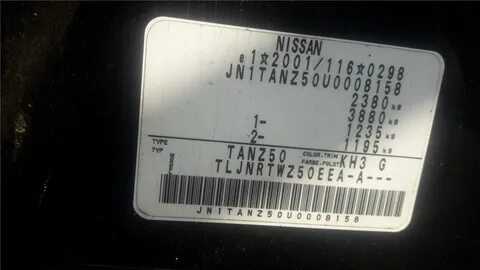 NISSAN
e1☆2001/116☆0298
JN1TANZ50U0008158
2380 kg
3880 kg
1- 1235 kg
2- 1195 kg
TYPE TANZ50 COLOR.TRIM KH3 G
TYP TLJNRTWZ50EEA-A--- FARBE.POLST
JN1TANZ50U0008158